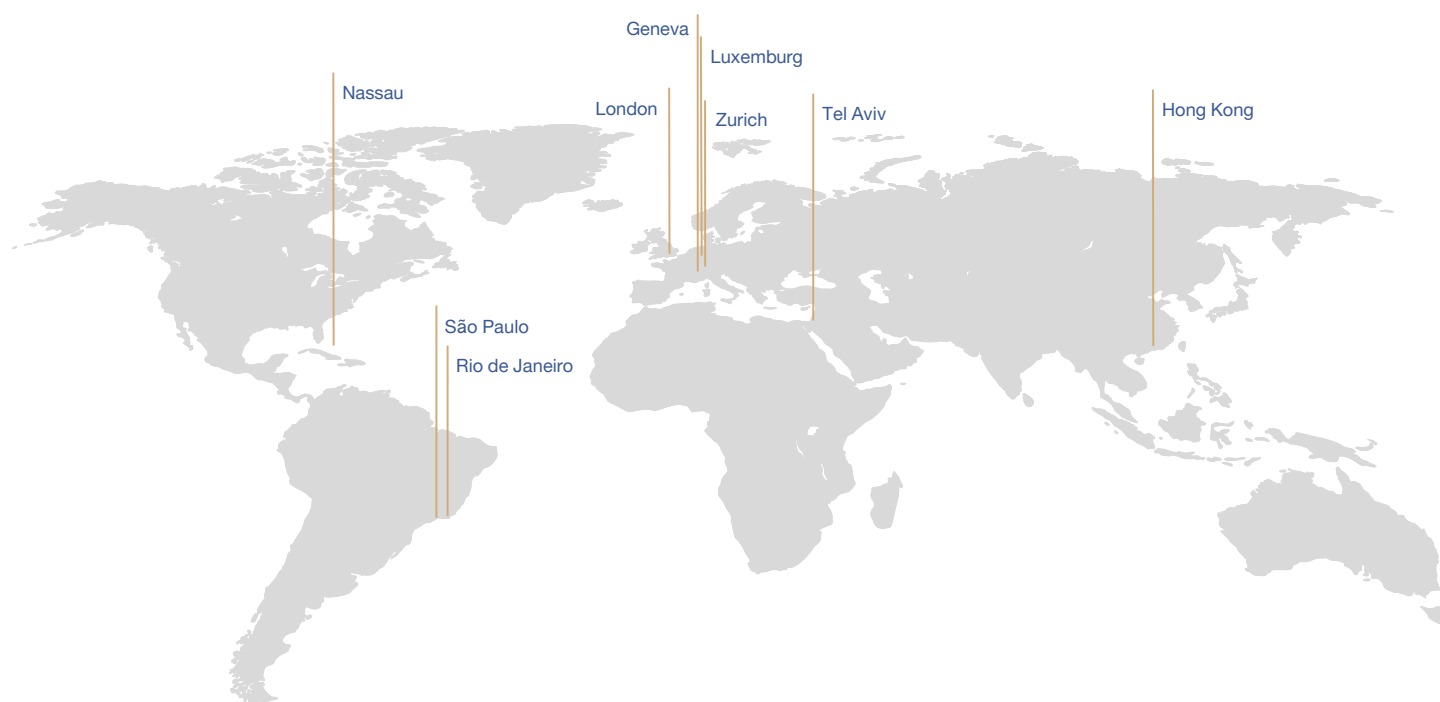 Geneva
Luxemburg
Nassau
London
Zurich
Tel Aviv
Hong Kong
São Paulo
Rio de Janeiro